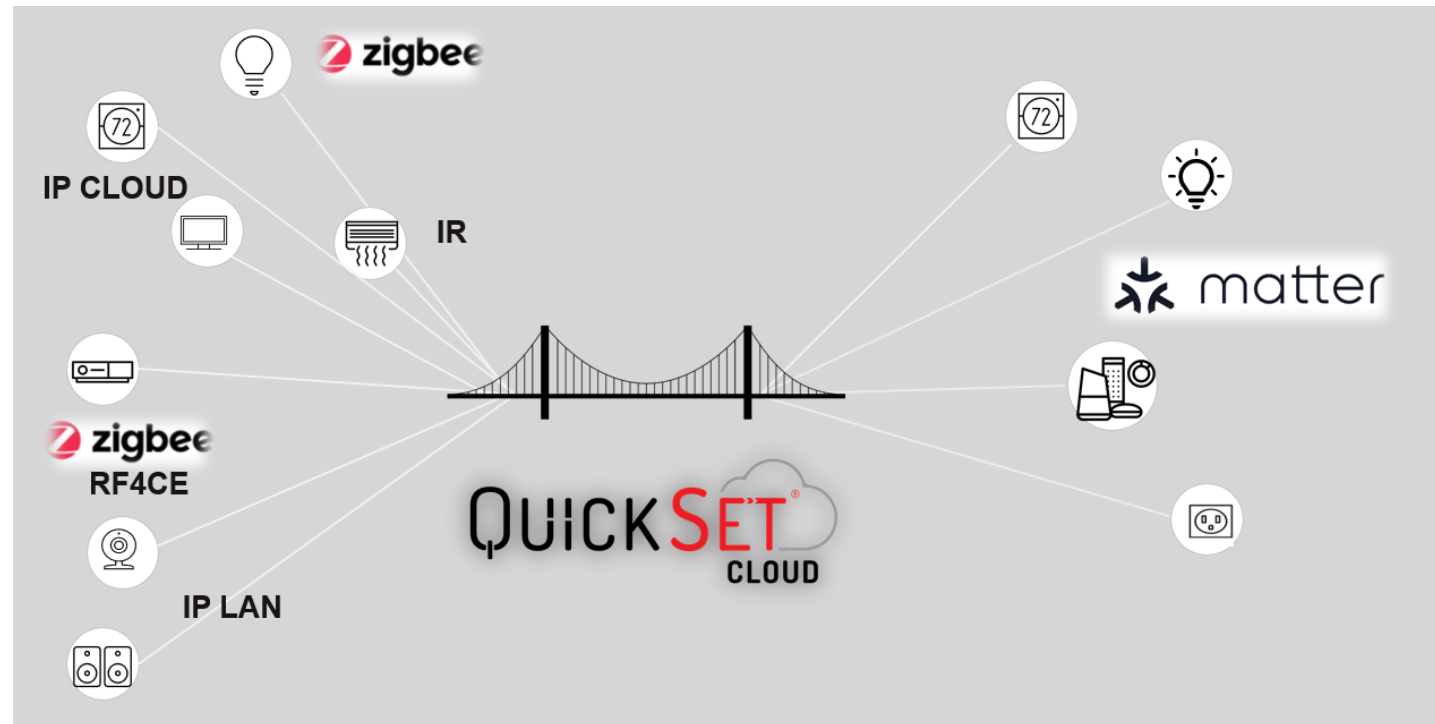 zigbee
72
IP CLOUD
IR
zigbee
RF4CE
IP LAN
QUICKSET®
CLOUD
72
matter